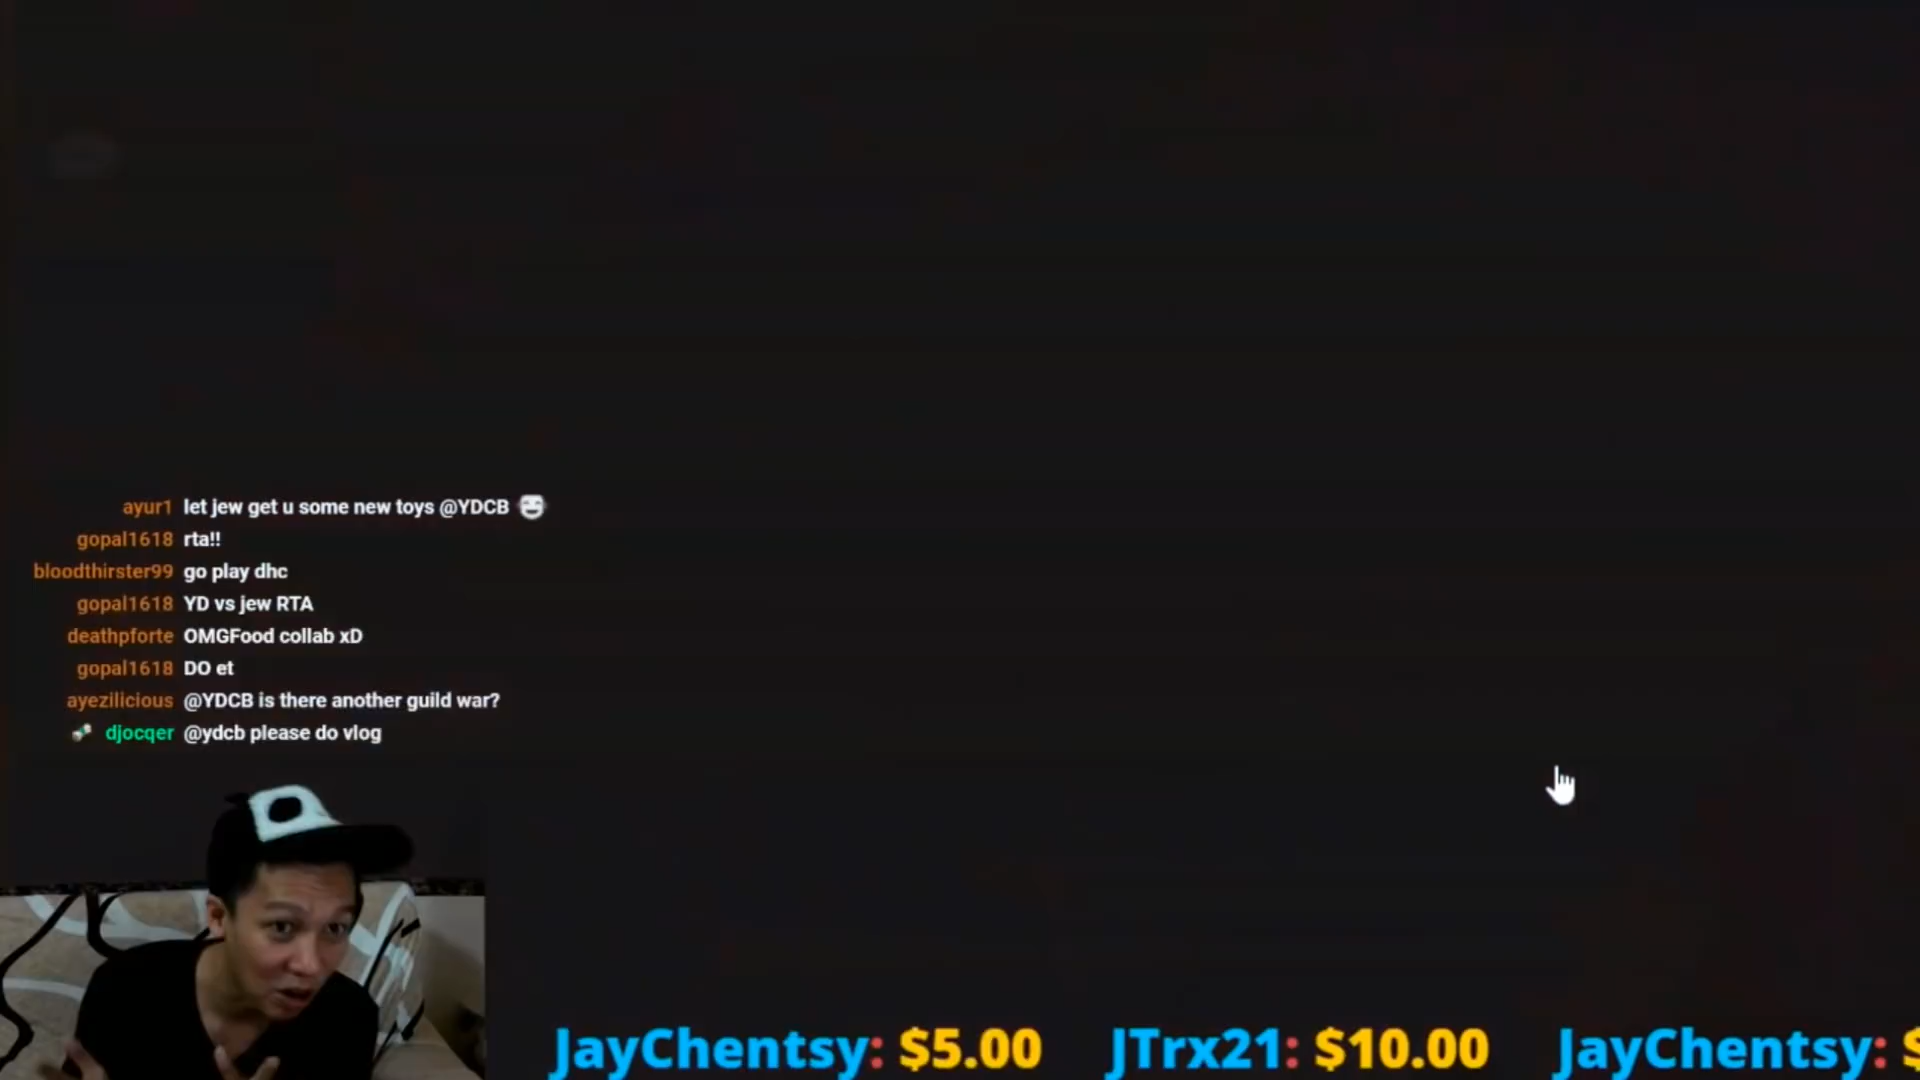 ayur1 let jew get u some new toys @YDCB
gopal1618 rta!!
bloodthirster99 go play dhc
gopal1618 YD vs jew RTA
deathpforte OMGFood collab xD
gopal1618 DO et
ayezilicious @YDCB is there another guild war?
djocqer @ydcb please do vlog
JayChentsy: $5.00 JTrx21: $10.00 JayChentsy: $